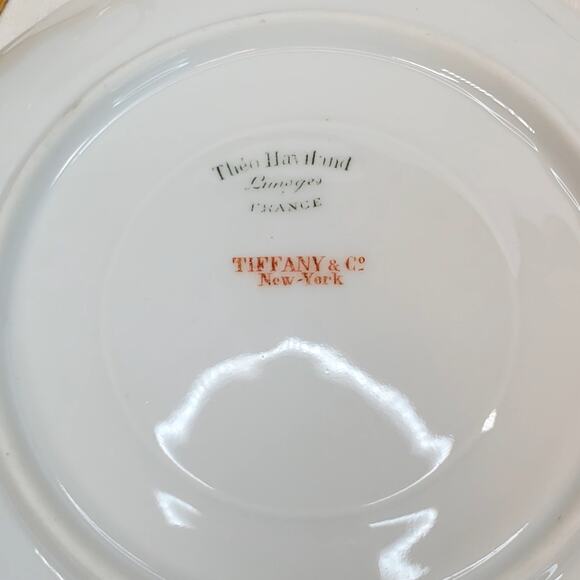 Théo Haviland
Limoges
FRANCE
TIFFANY & Cº
New-York